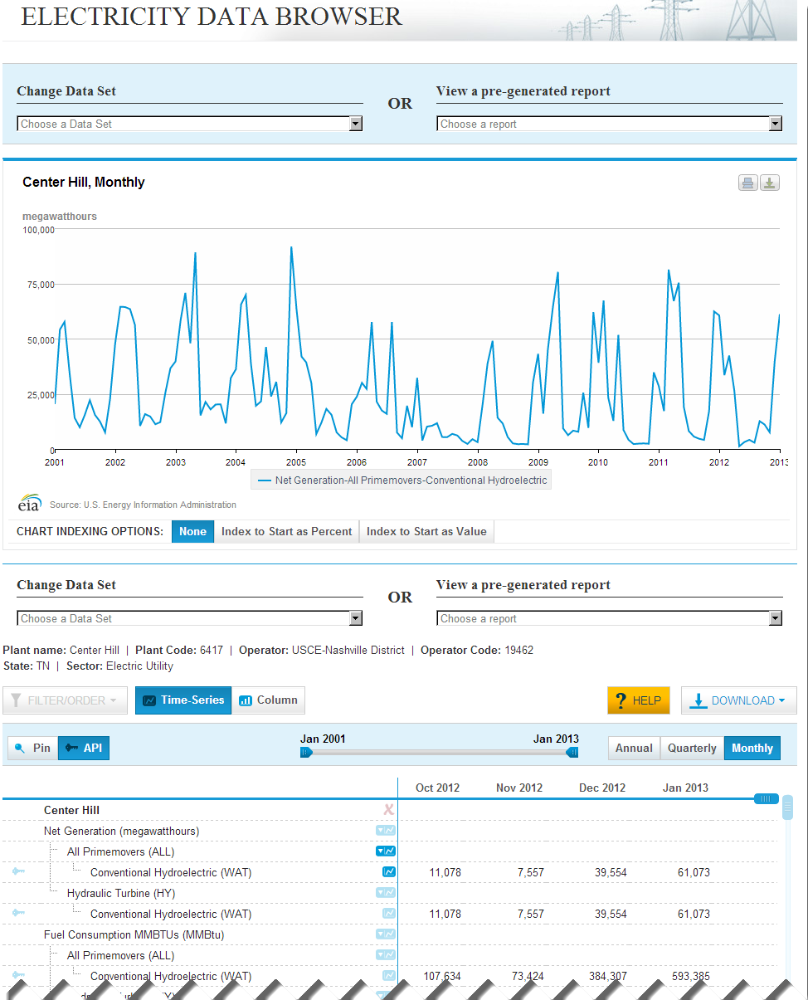 ELECTRICITY DATA BROWSER
Change Data Set
Choose a Data Set
OR
View a pre-generated report
Choose a report
Center Hill, Monthly
megawatthours
100,000
75,000
50,000
25,000
0
2001 2002 2003 2004 2005 2006 2007 2008 2009 2010 2011 2012 2013
Net Generation-All Primemovers-Conventional Hydroelectric
eia Source: U.S. Energy Information Administration
CHART INDEXING OPTIONS: None Index to Start as Percent Index to Start as Value
Change Data Set
Choose a Data Set
OR
View a pre-generated report
Choose a report
Plant name: Center Hill | Plant Code: 6417 | Operator: USCE-Nashville District | Operator Code: 19462
State: TN | Sector: Electric Utility
FILTER/ORDER Time-Series Column ? HELP DOWNLOAD
Pin API Jan 2001 Jan 2013 Annual Quarterly Monthly
Oct 2012 Nov 2012 Dec 2012 Jan 2013
Center Hill
Net Generation (megawatthours)
All Primemovers (ALL)
Conventional Hydroelectric (WAT) 11,078 7,557 39,554 61,073
Hydraulic Turbine (HY)
Conventional Hydroelectric (WAT) 11,078 7,557 39,554 61,073
Fuel Consumption MMBTUs (MMBtu)
All Primemovers (ALL)
Conventional Hydroelectric (WAT) 107,634 73,424 384,307 593,385